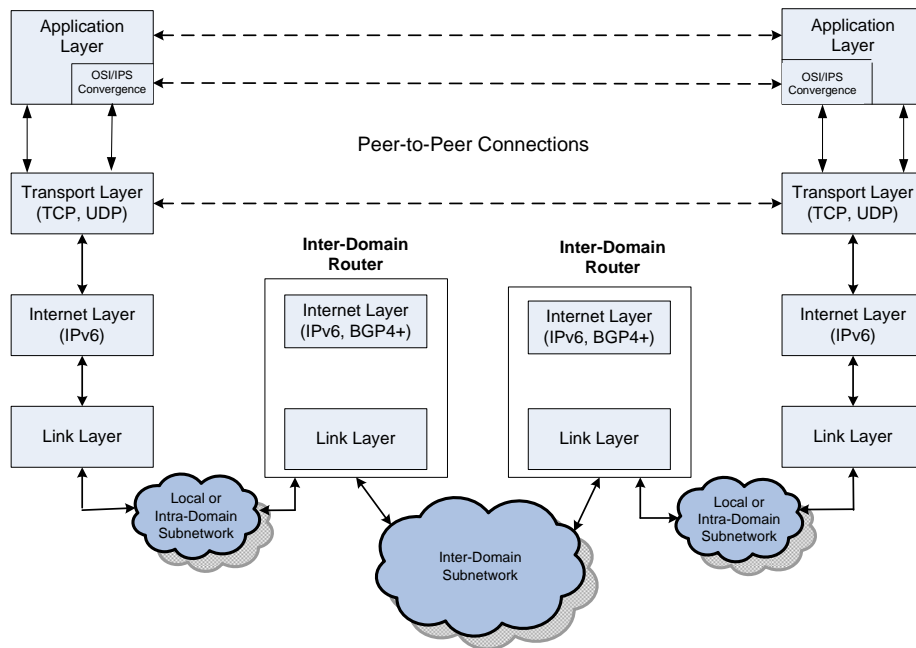 Application
Layer
OSI/IPS
Convergence
Application
Layer
OSI/IPS
Convergence
Peer-to-Peer Connections
Transport Layer
(TCP, UDP)
Transport Layer
(TCP, UDP)
Inter-Domain
Router
Inter-Domain
Router
Internet Layer
(IPv6)
Internet Layer
(IPv6, BGP4+)
Internet Layer
(IPv6, BGP4+)
Internet Layer
(IPv6)
Link Layer
Link Layer
Link Layer
Link Layer
Local or
Intra-Domain
Subnetwork
Local or
Intra-Domain
Subnetwork
Inter-Domain
Subnetwork